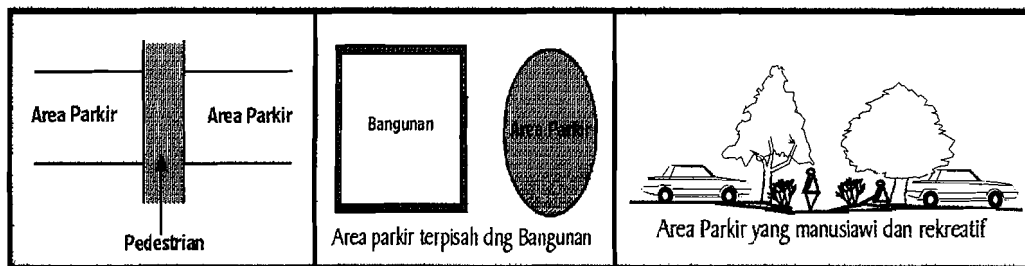 Area Parkir
Area Parkir
Pedestrian
Bangunan
Area Parkir
Area parkir terpisah dng Bangunan
Area Parkir yang manusiawi dan rekreatif